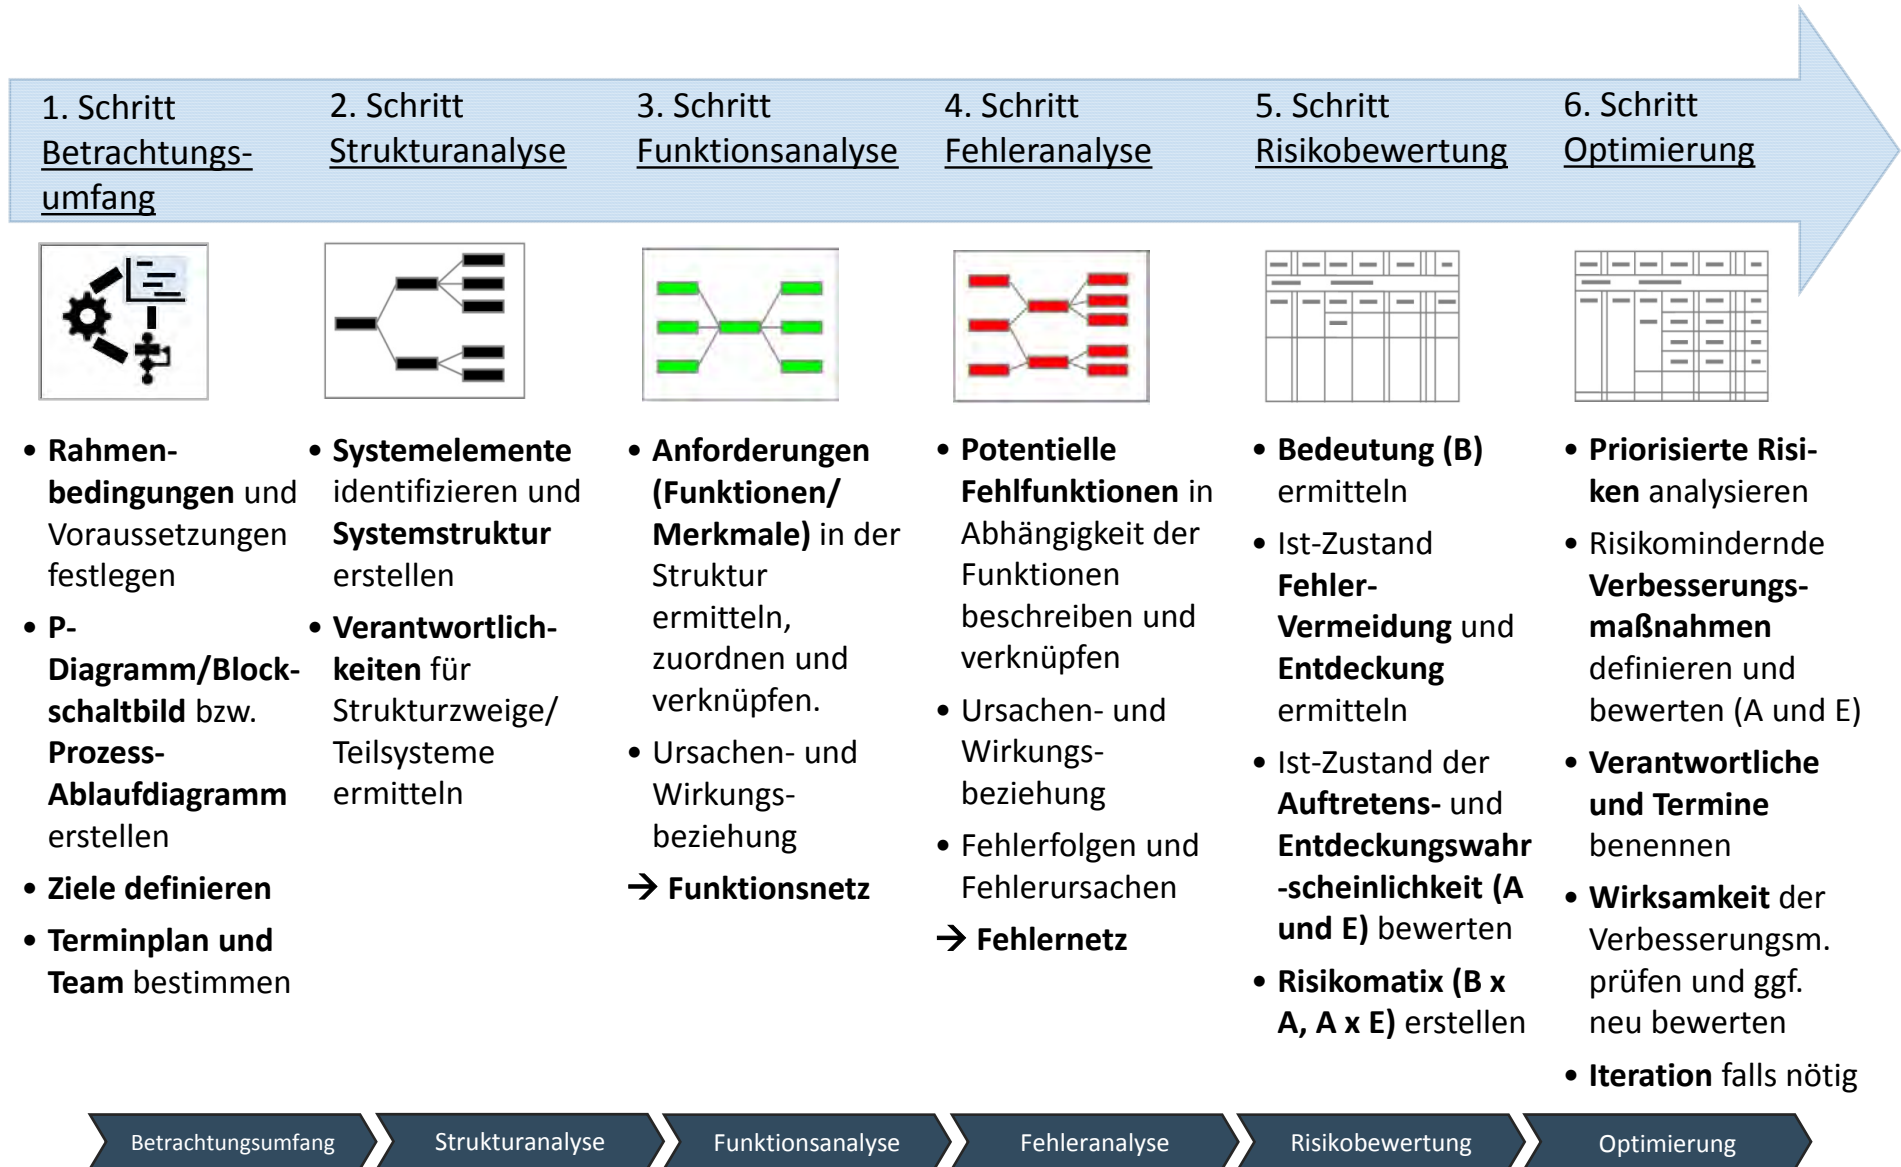 1. Schritt
Betrachtungs-
umfang
2. Schritt
Strukturanalyse
3. Schritt
Funktionsanalyse
4. Schritt
Fehleranalyse
5. Schritt
Risikobewertung
6. Schritt
Optimierung
• Rahmen-
bedingungen und
Voraussetzungen
festlegen
• P-
Diagramm/Block-
schaltbild bzw.
Prozess-
Ablaufdiagramm
erstellen
• Ziele definieren
• Terminplan und
Team bestimmen
• Systemelemente
identifizieren und
Systemstruktur
erstellen
• Verantwortlich-
keiten für
Strukturzweige/
Teilsysteme
ermitteln
• Anforderungen
(Funktionen/
Merkmale) in der
Struktur
ermitteln,
zuordnen und
verknüpfen.
• Ursachen- und
Wirkungs-
beziehung
→ Funktionsnetz
• Potentielle
Fehlfunktionen in
Abhängigkeit der
Funktionen
beschreiben und
verknüpfen
• Ursachen- und
Wirkungs-
beziehung
• Fehlerfolgen und
Fehlerursachen
→ Fehlernetz
• Bedeutung (B)
ermitteln
• Ist-Zustand
Fehler-
Vermeidung und
Entdeckung
ermitteln
• Ist-Zustand der
Auftretens- und
Entdeckungswahr
-scheinlichkeit (A
und E) bewerten
• Risikomatix (B x
A, A x E) erstellen
• Priorisierte Risi-
ken analysieren
• Risikomindernde
Verbesserungs-
maßnahmen
definieren und
bewerten (A und E)
• Verantwortliche
und Termine
benennen
• Wirksamkeit der
Verbesserungsm.
prüfen und ggf.
neu bewerten
• Iteration falls nötig
Betrachtungsumfang
Strukturanalyse
Funktionsanalyse
Fehleranalyse
Risikobewertung
Optimierung